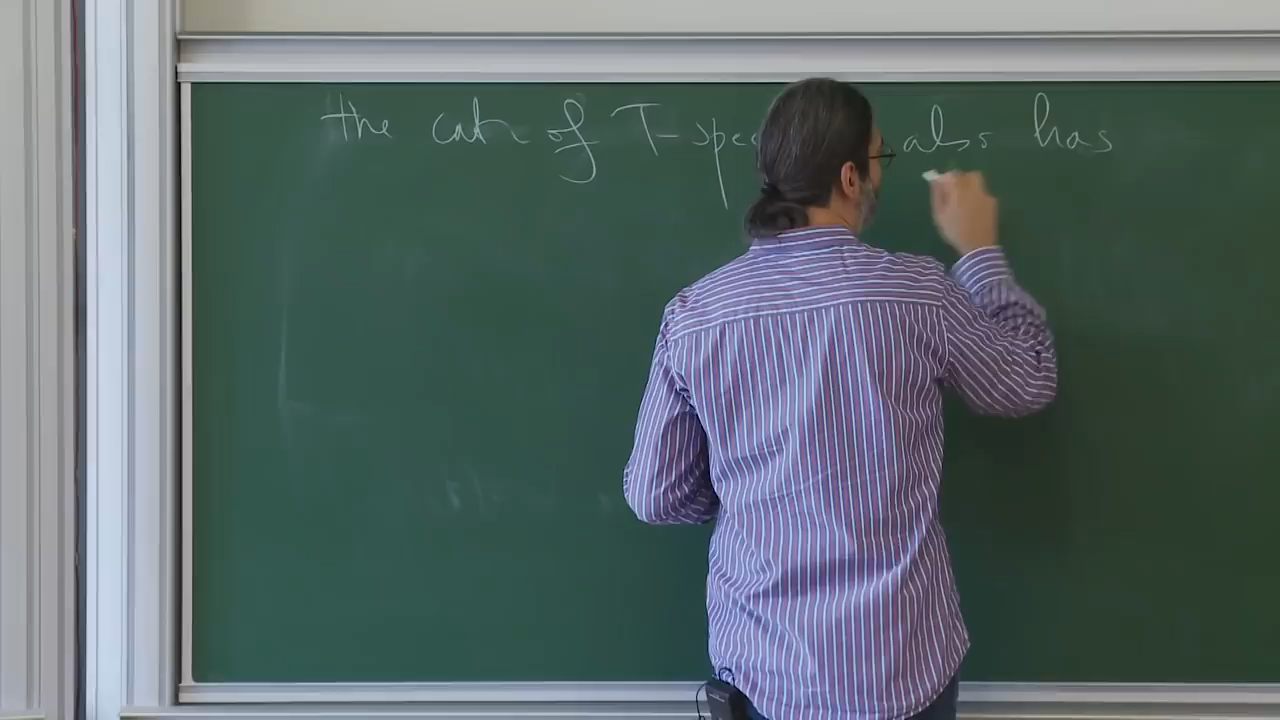 the cat of T-spec also has